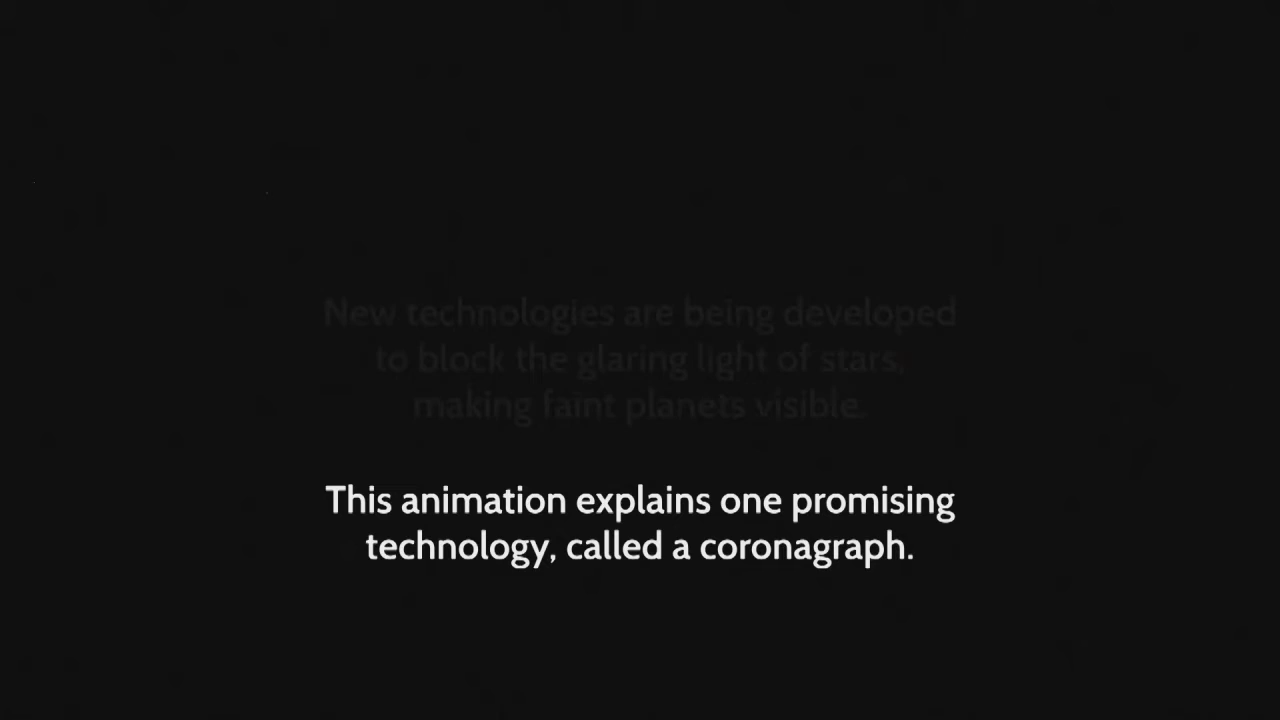 New technologies are being developed
to block the glaring light of stars,
making faint planets visible.
This animation explains one promising
technology, called a coronagraph.